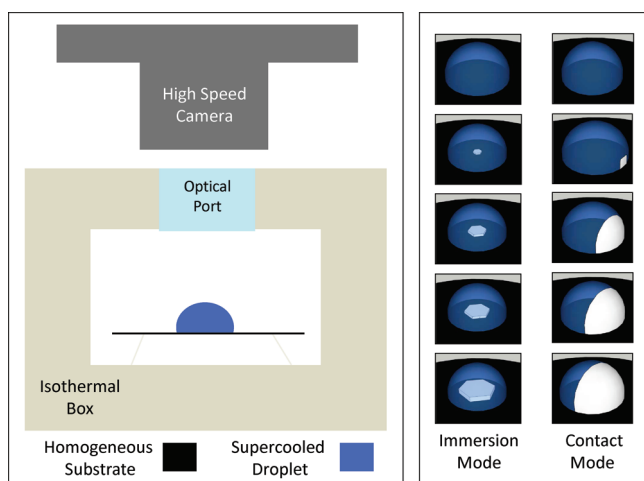 High Speed
Camera
Optical
Port
Isothermal
Box
Homogeneous
Substrate
Supercooled
Droplet
Immersion
Mode
Contact
Mode